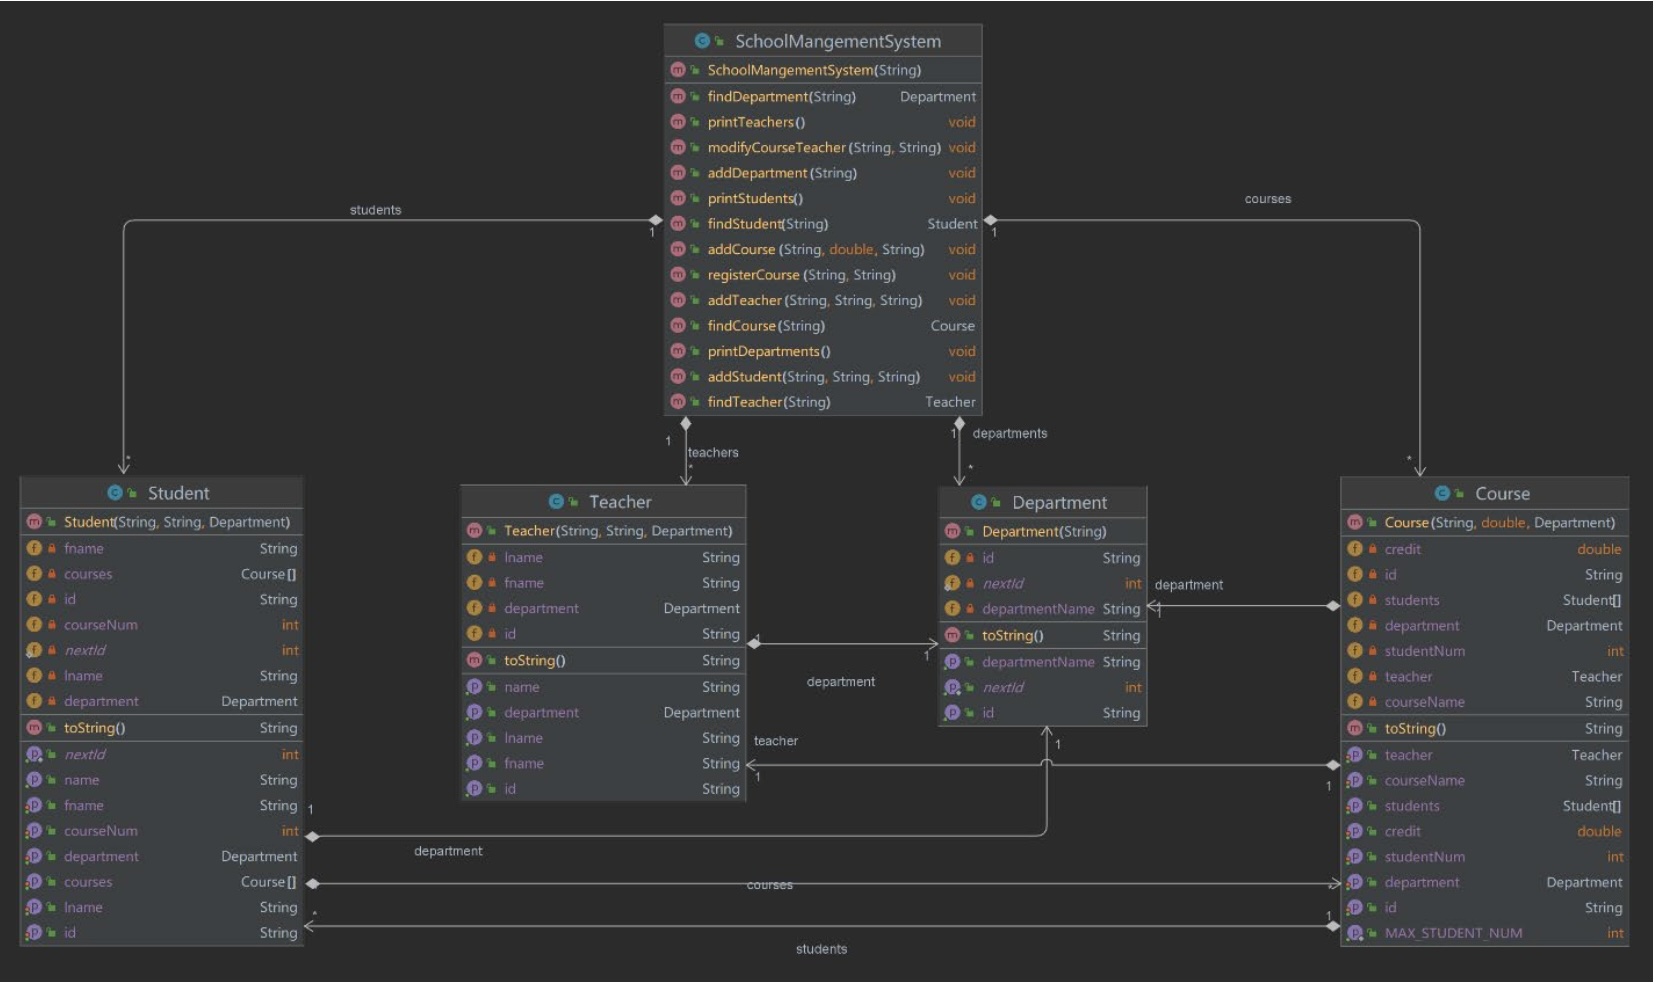 SchoolMangementSystem
SchoolMangementSystem(String)
findDepartment(String) Department
printTeachers() void
modifyCourseTeacher(String, String) void
addDepartment(String) void
printStudents() void
findStudent(String) Student
addCourse (String, double, String) void
registerCourse (String, String) void
addTeacher (String, String, String) void
findCourse(String) Course
printDepartments() void
addStudent(String, String, String) void
findTeacher(String) Teacher
students
1
*
courses
1
*
1
teachers
*
1
departments
*
Student
Student(String, String, Department)
fname String
courses Course[]
id String
courseNum int
nextId int
lname String
department Department
toString() String
nextId int
name String
fname String
courseNum int
department Department
courses Course[]
lname String
id String
Teacher
Teacher(String, String, Department)
lname String
fname String
department Department
id String
toString() String
name String
department Department
lname String
fname String
id String
Department
Department(String)
id String
nextId int
departmentName String
toString() String
departmentName String
nextId int
id String
Course
Course(String, double, Department)
credit double
id String
students Student[]
department Department
studentNum int
teacher Teacher
courseName String
toString() String
teacher Teacher
courseName String
students Student[]
credit double
studentNum int
department Department
id String
MAX_STUDENT_NUM int
department
1
1
1
department
teacher
1
1
1
1
department
courses
*
1
*
students